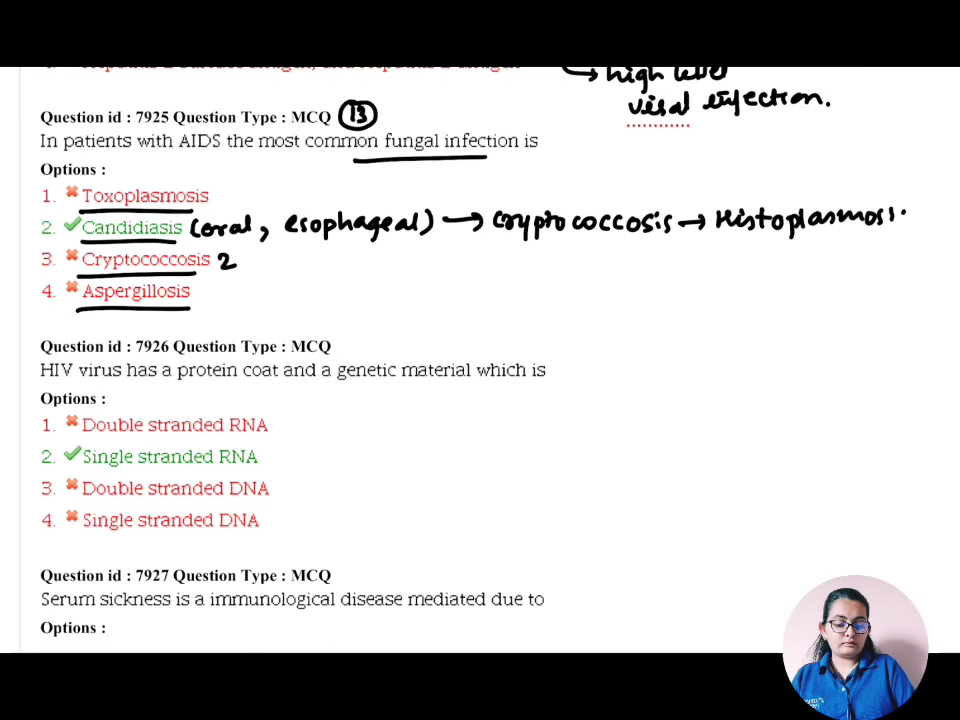 high level
viral infection.
Question id : 7925 Question Type : MCQ 13
In patients with AIDS the most common fungal infection is
Options :
1. Toxoplasmosis
2. Candidiasis (oral, esophageal) → Cryptococcosis → Histoplasmosi.
3. Cryptococcosis 2
4. Aspergillosis
Question id : 7926 Question Type : MCQ
HIV virus has a protein coat and a genetic material which is
Options :
1. Double stranded RNA
2. Single stranded RNA
3. Double stranded DNA
4. Single stranded DNA
Question id : 7927 Question Type : MCQ
Serum sickness is a immunological disease mediated due to
Options :